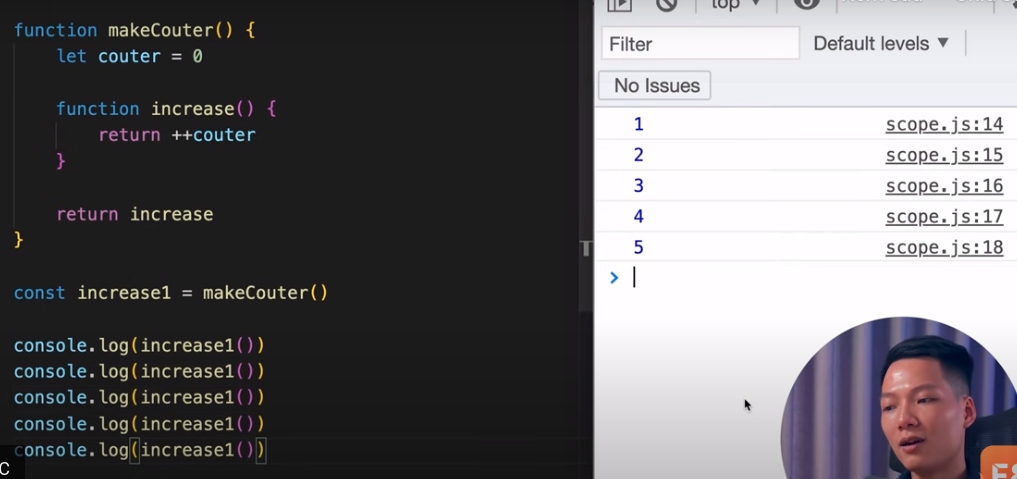 function makeCouter() {
let couter = 0
function increase() {
return ++couter
}
return increase
}
const increase1 = makeCouter()
console.log(increase1())
console.log(increase1())
console.log(increase1())
console.log(increase1())
console.log(increase1())
C
top
Filter
Default levels ▼
No Issues
1 scope.js:14
2 scope.js:15
3 scope.js:16
4 scope.js:17
5 scope.js:18
>
T